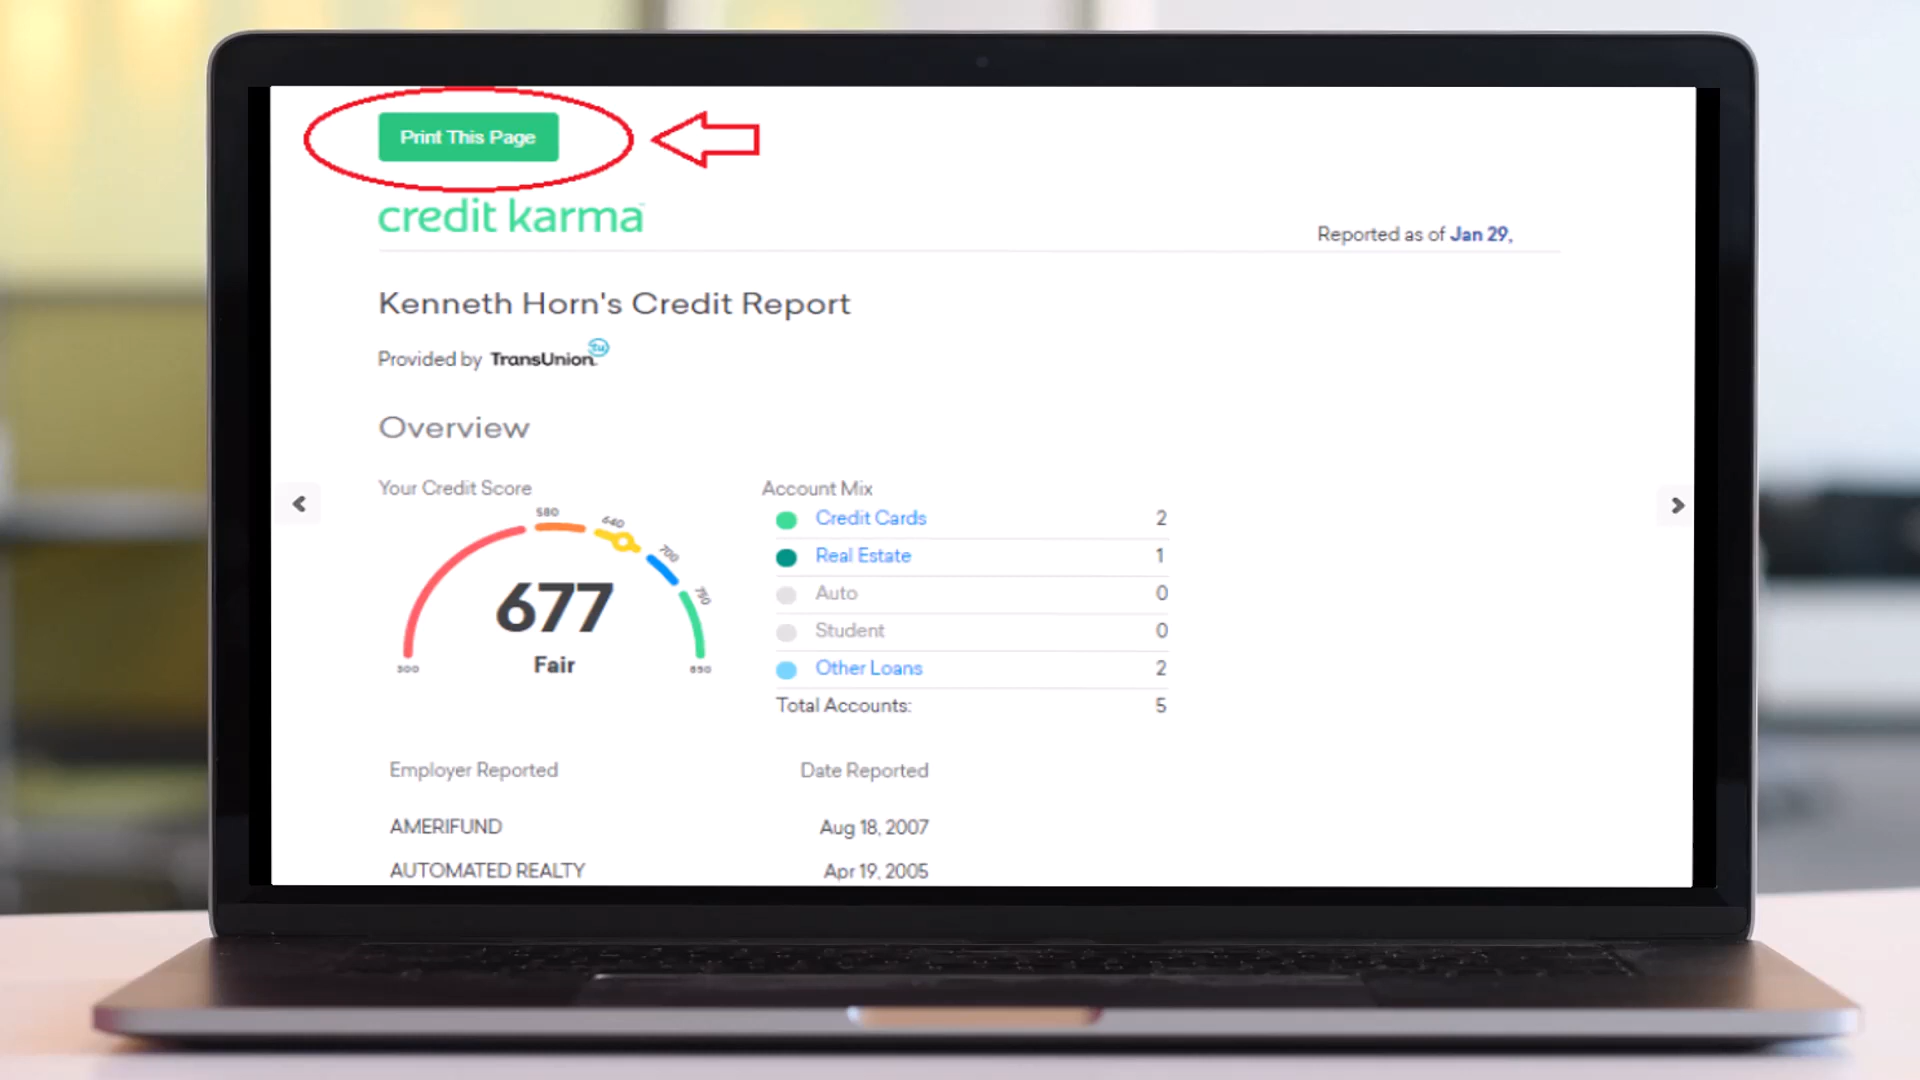 Print This Page
credit karma
Reported as of Jan 29,
Kenneth Horn's Credit Report
Provided by TransUnion tu
Overview
Your Credit Score
580
640
700
750
300
850
677
Fair
Account Mix
Credit Cards 2
Real Estate 1
Auto 0
Student 0
Other Loans 2
Total Accounts: 5
Employer Reported Date Reported
AMERIFUND Aug 18, 2007
AUTOMATED REALTY Apr 19, 2005